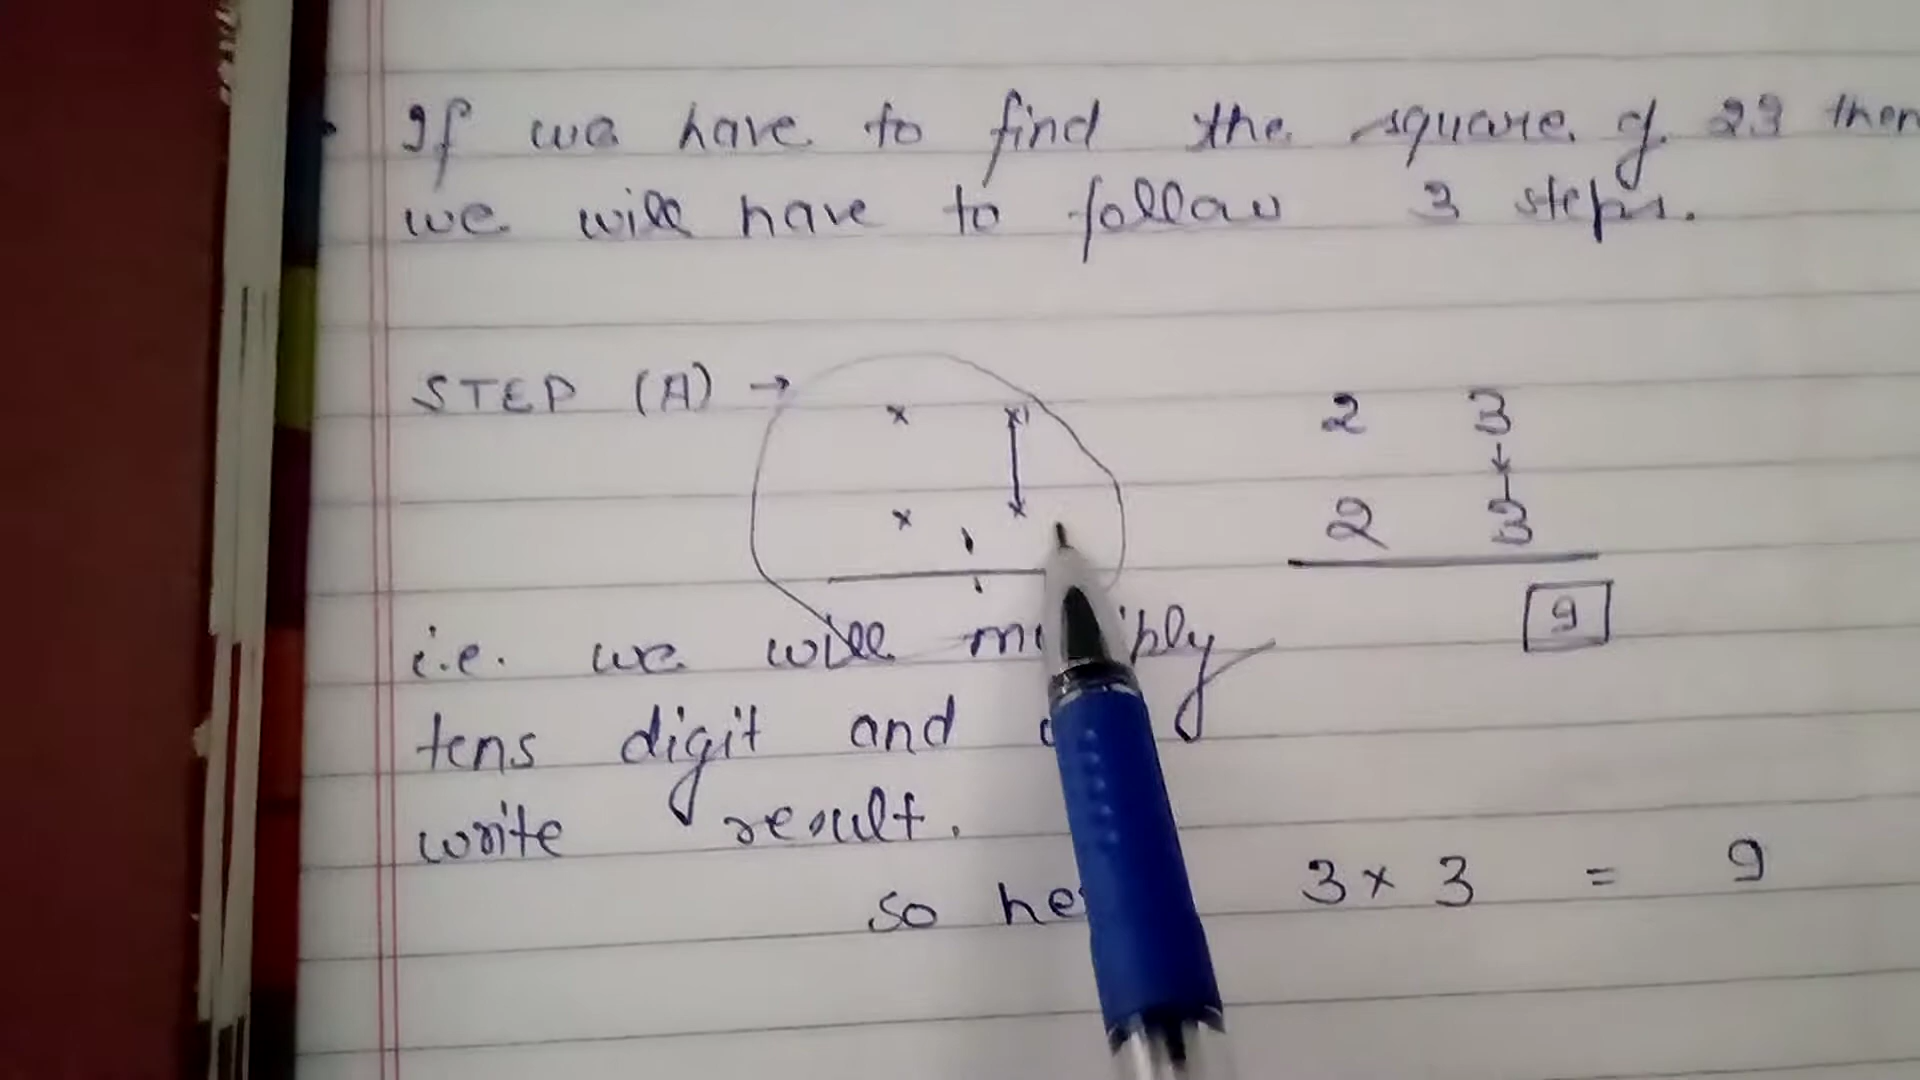 If we have to find the square of 23 then
we will have to follow 3 steps.
STEP (A) → x x 2 3
x x 2 3
9
i.e. we will
tens digit and
write result.
so 3 × 3 = 9